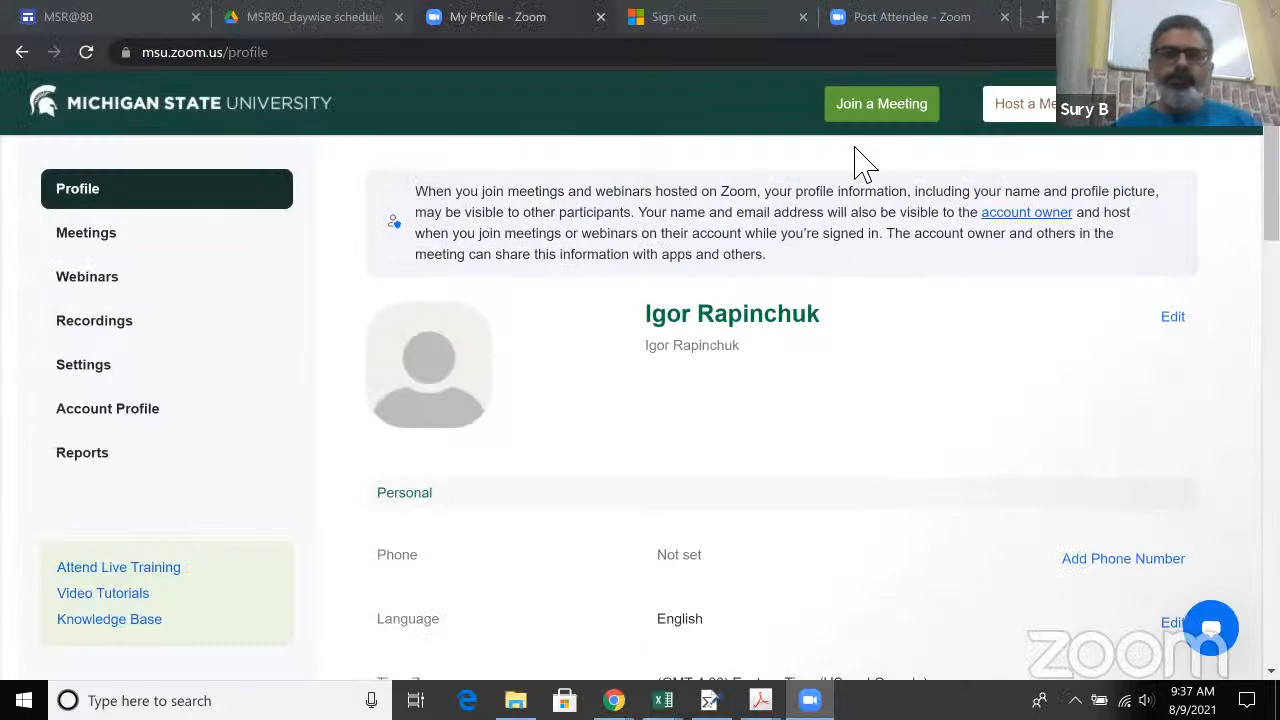 MSR@80
MSR80_daywise schedule
My Profile - Zoom
Sign out
Post Attendee - Zoom
msu.zoom.us/profile
MICHIGAN STATE UNIVERSITY
Join a Meeting
Host a Me
Sury B
Profile
Meetings
Webinars
Recordings
Settings
Account Profile
Reports
Attend Live Training
Video Tutorials
Knowledge Base
When you join meetings and webinars hosted on Zoom, your profile information, including your name and profile picture,
may be visible to other participants. Your name and email address will also be visible to the account owner and host
when you join meetings or webinars on their account while you're signed in. The account owner and others in the
meeting can share this information with apps and others.
Igor Rapinchuk
Edit
Igor Rapinchuk
Personal
Phone Not set Add Phone Number
Language English Edit
zoom
Type here to search
9:37 AM
8/9/2021